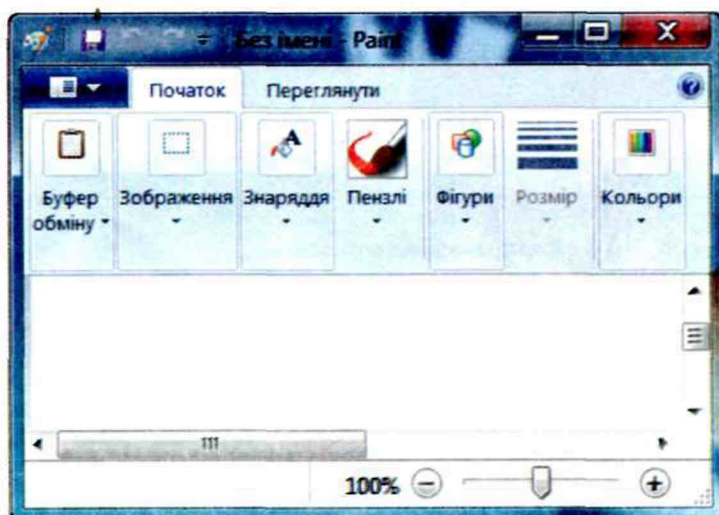 Без імені - Paint
Початок Переглянути
Буфер обміну
Зображення
Знаряддя
Пензлі
Фігури
Розмір
Кольори
100%